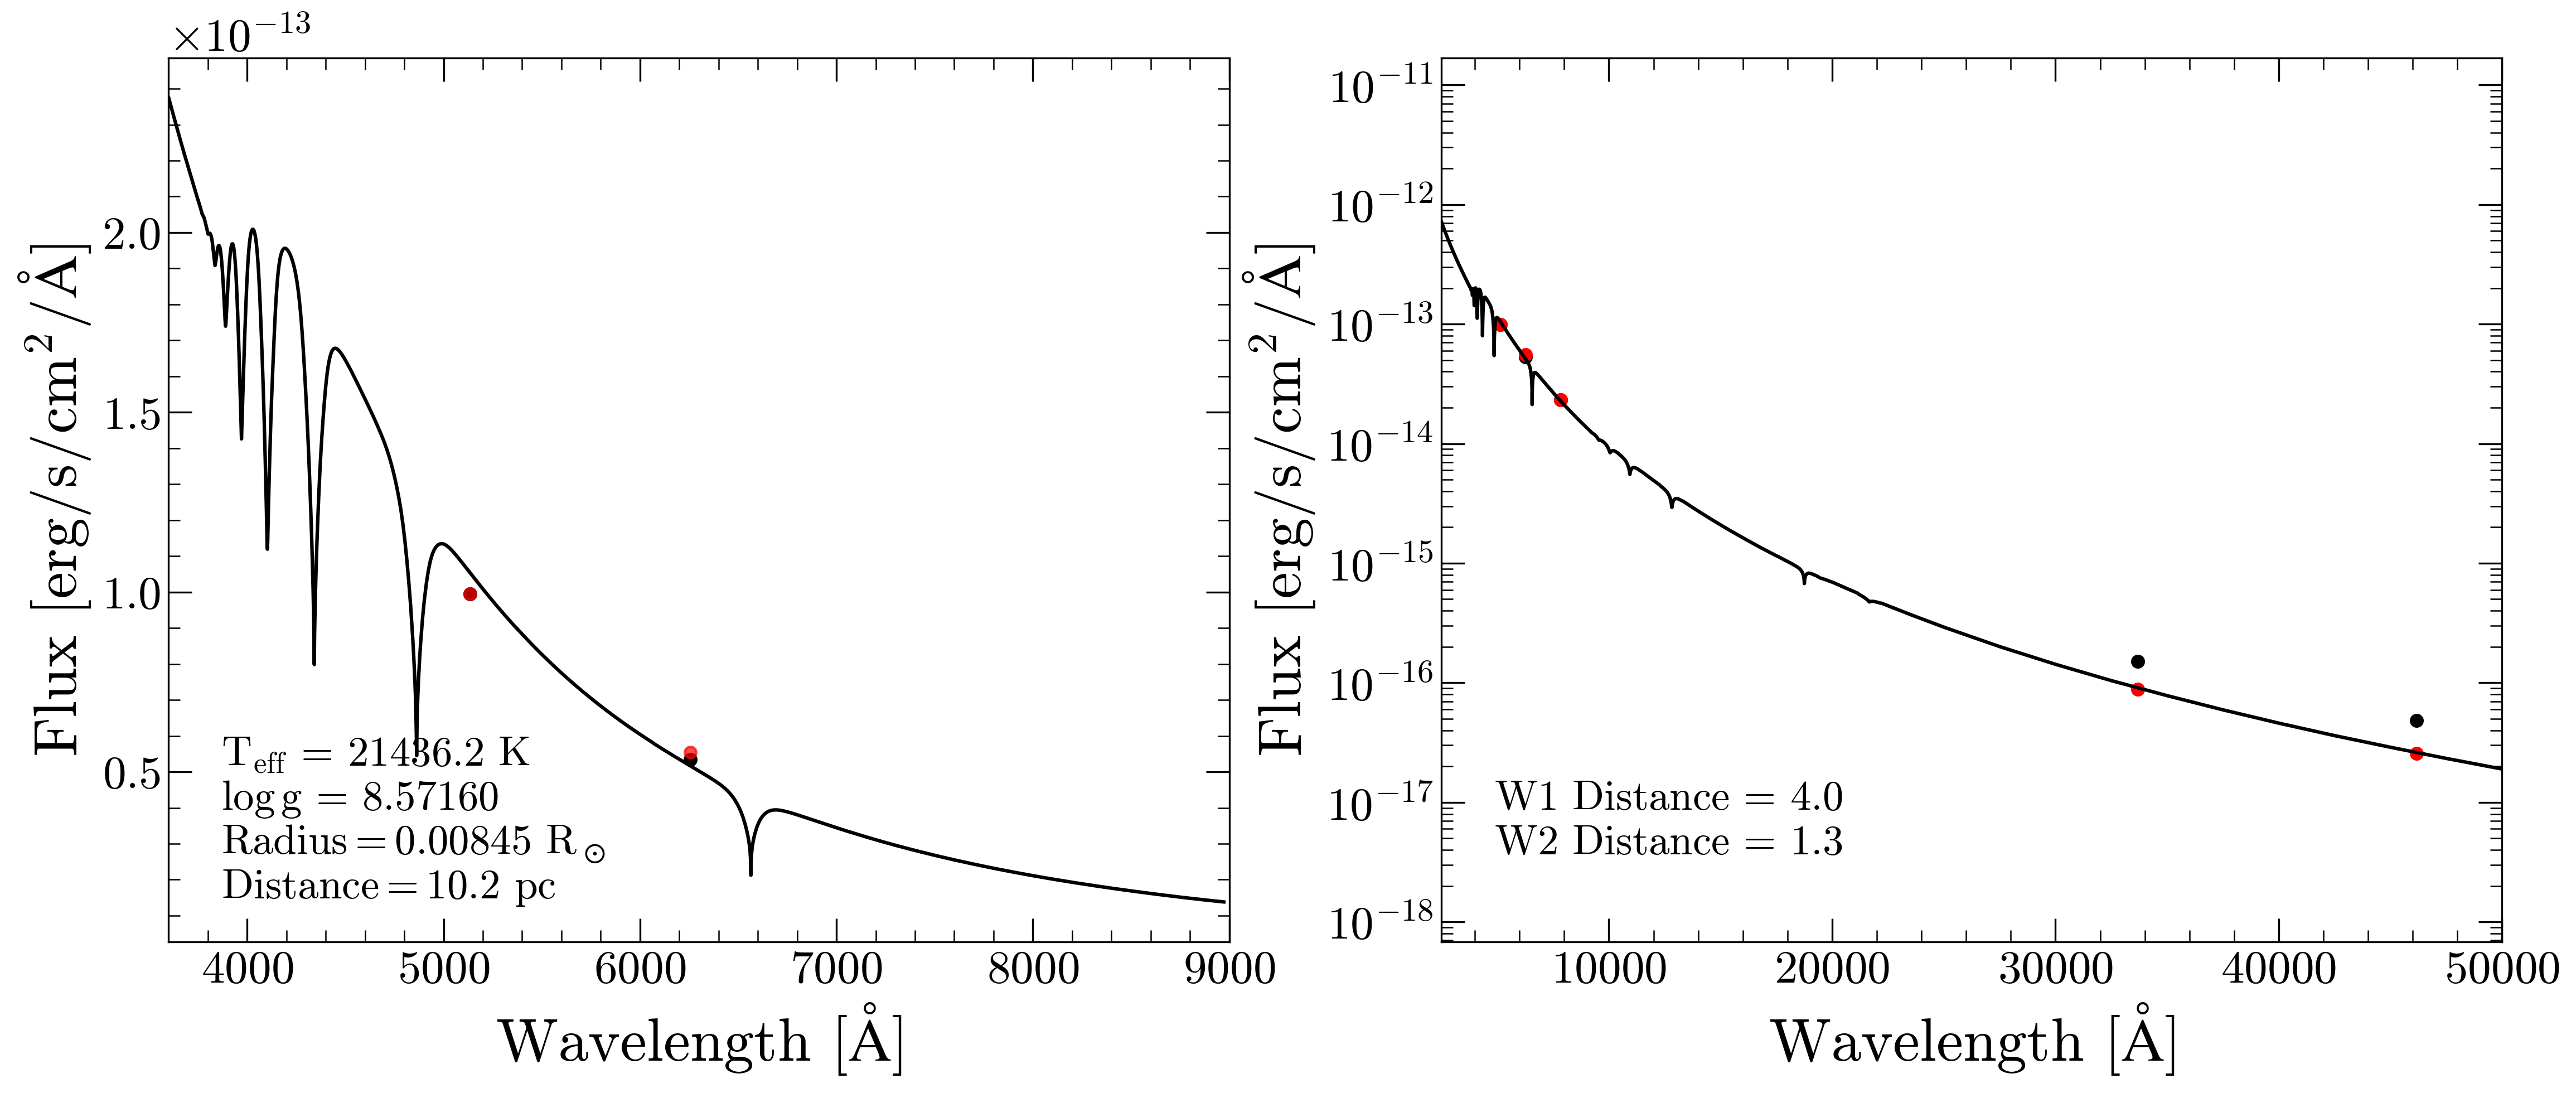 ×10⁻¹³
2.0
1.5
1.0
0.5
Flux [erg/s/cm²/Å]
T_eff = 21436.2 K
log g = 8.57160
Radius = 0.00845 R_⊙
Distance = 10.2 pc
4000 5000 6000 7000 8000 9000
Wavelength [Å]
10⁻¹¹
10⁻¹²
10⁻¹³
10⁻¹⁴
10⁻¹⁵
10⁻¹⁶
10⁻¹⁷
10⁻¹⁸
Flux [erg/s/cm²/Å]
W1 Distance = 4.0
W2 Distance = 1.3
10000 20000 30000 40000 50000
Wavelength [Å]